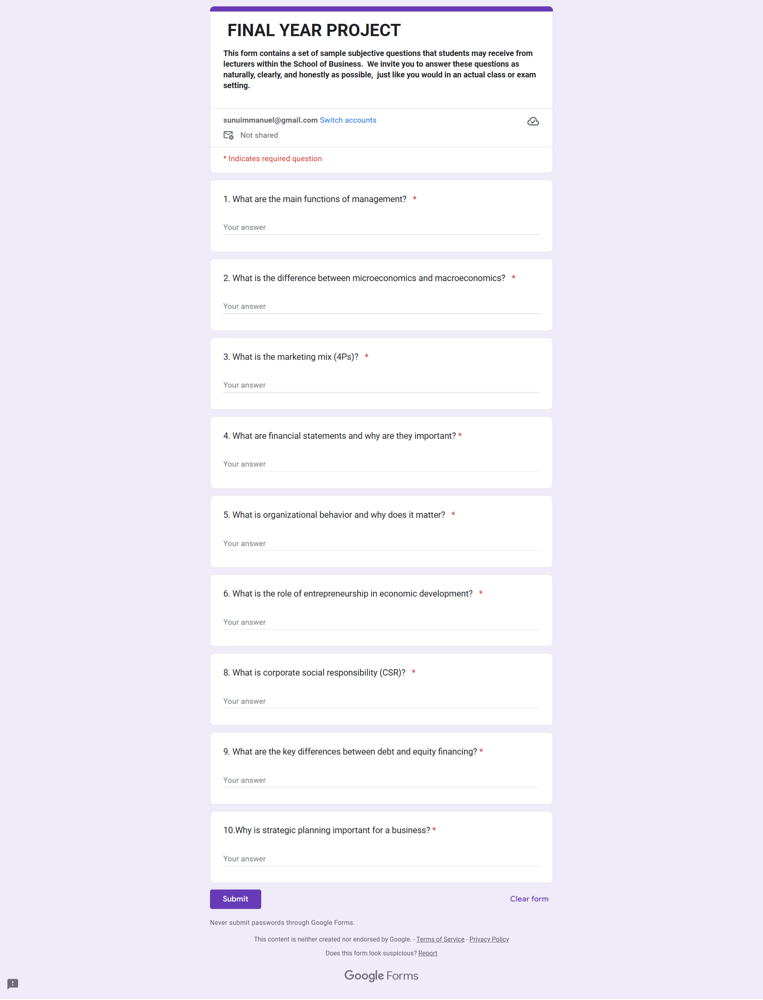 FINAL YEAR PROJECT
This form contains a set of sample subjective questions that students may receive from
lecturers within the School of Business.  We invite you to answer these questions as
naturally, clearly, and honestly as possible,  just like you would in an actual class or exam
setting.
sunuimmanuel@gmail.com Switch accounts
Not shared
* Indicates required question
1. What are the main functions of management?   *
Your answer
2. What is the difference between microeconomics and macroeconomics?   *
Your answer
3. What is the marketing mix (4Ps)?   *
Your answer
4. What are financial statements and why are they important? *
Your answer
5. What is organizational behavior and why does it matter?   *
Your answer
6. What is the role of entrepreneurship in economic development?   *
Your answer
8. What is corporate social responsibility (CSR)?   *
Your answer
9. What are the key differences between debt and equity financing? *
Your answer
10.Why is strategic planning important for a business? *
Your answer
Submit Clear form
Never submit passwords through Google Forms.
This content is neither created nor endorsed by Google. - Terms of Service - Privacy Policy
Does this form look suspicious? Report
Google Forms